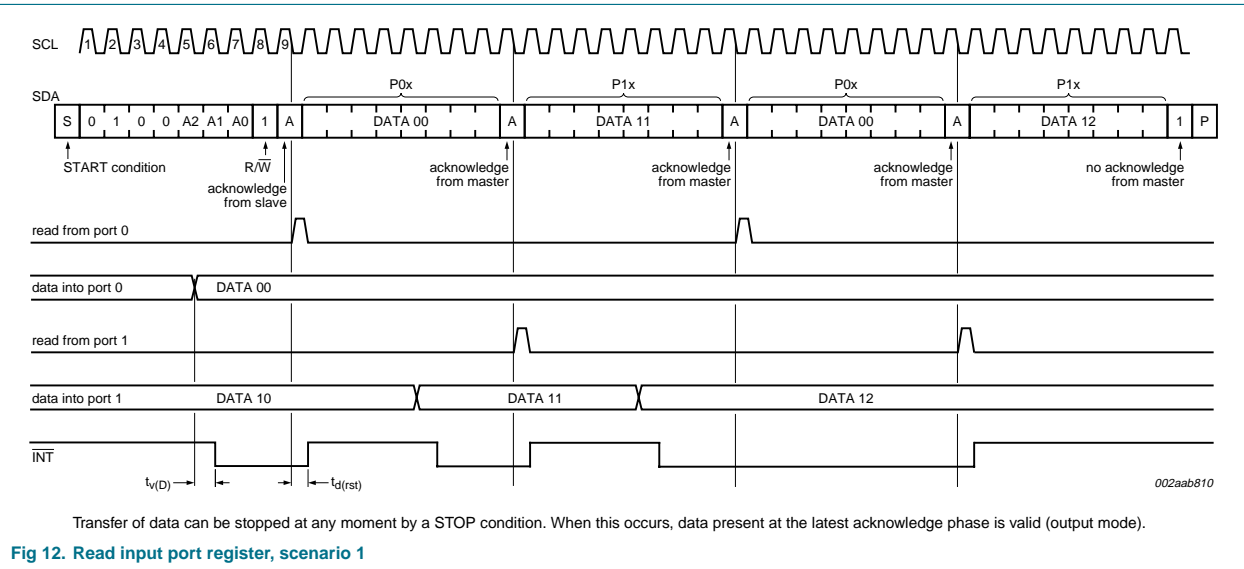 SCL 1 2 3 4 5 6 7 8 9
P0x P1x P0x P1x
SDA
S 0 1 0 0 A2 A1 A0 1 A DATA 00 A DATA 11 A DATA 00 A DATA 12 1 P
START condition R/W acknowledge acknowledge acknowledge no acknowledge
acknowledge from master from master from master from master
from slave
read from port 0
data into port 0 DATA 00
read from port 1
data into port 1 DATA 10 DATA 11 DATA 12
INT
tv(D) td(rst) 002aab810
Transfer of data can be stopped at any moment by a STOP condition. When this occurs, data present at the latest acknowledge phase is valid (output mode).
Fig 12. Read input port register, scenario 1